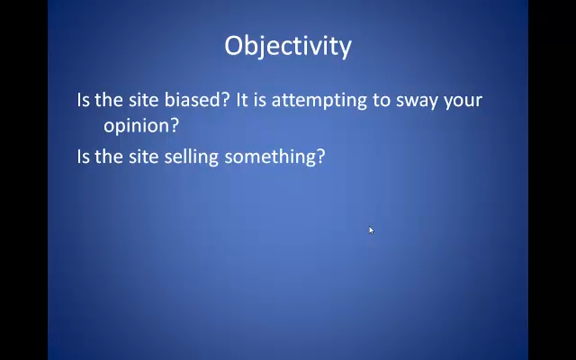 Objectivity
Is the site biased? It is attempting to sway your
opinion?
Is the site selling something?